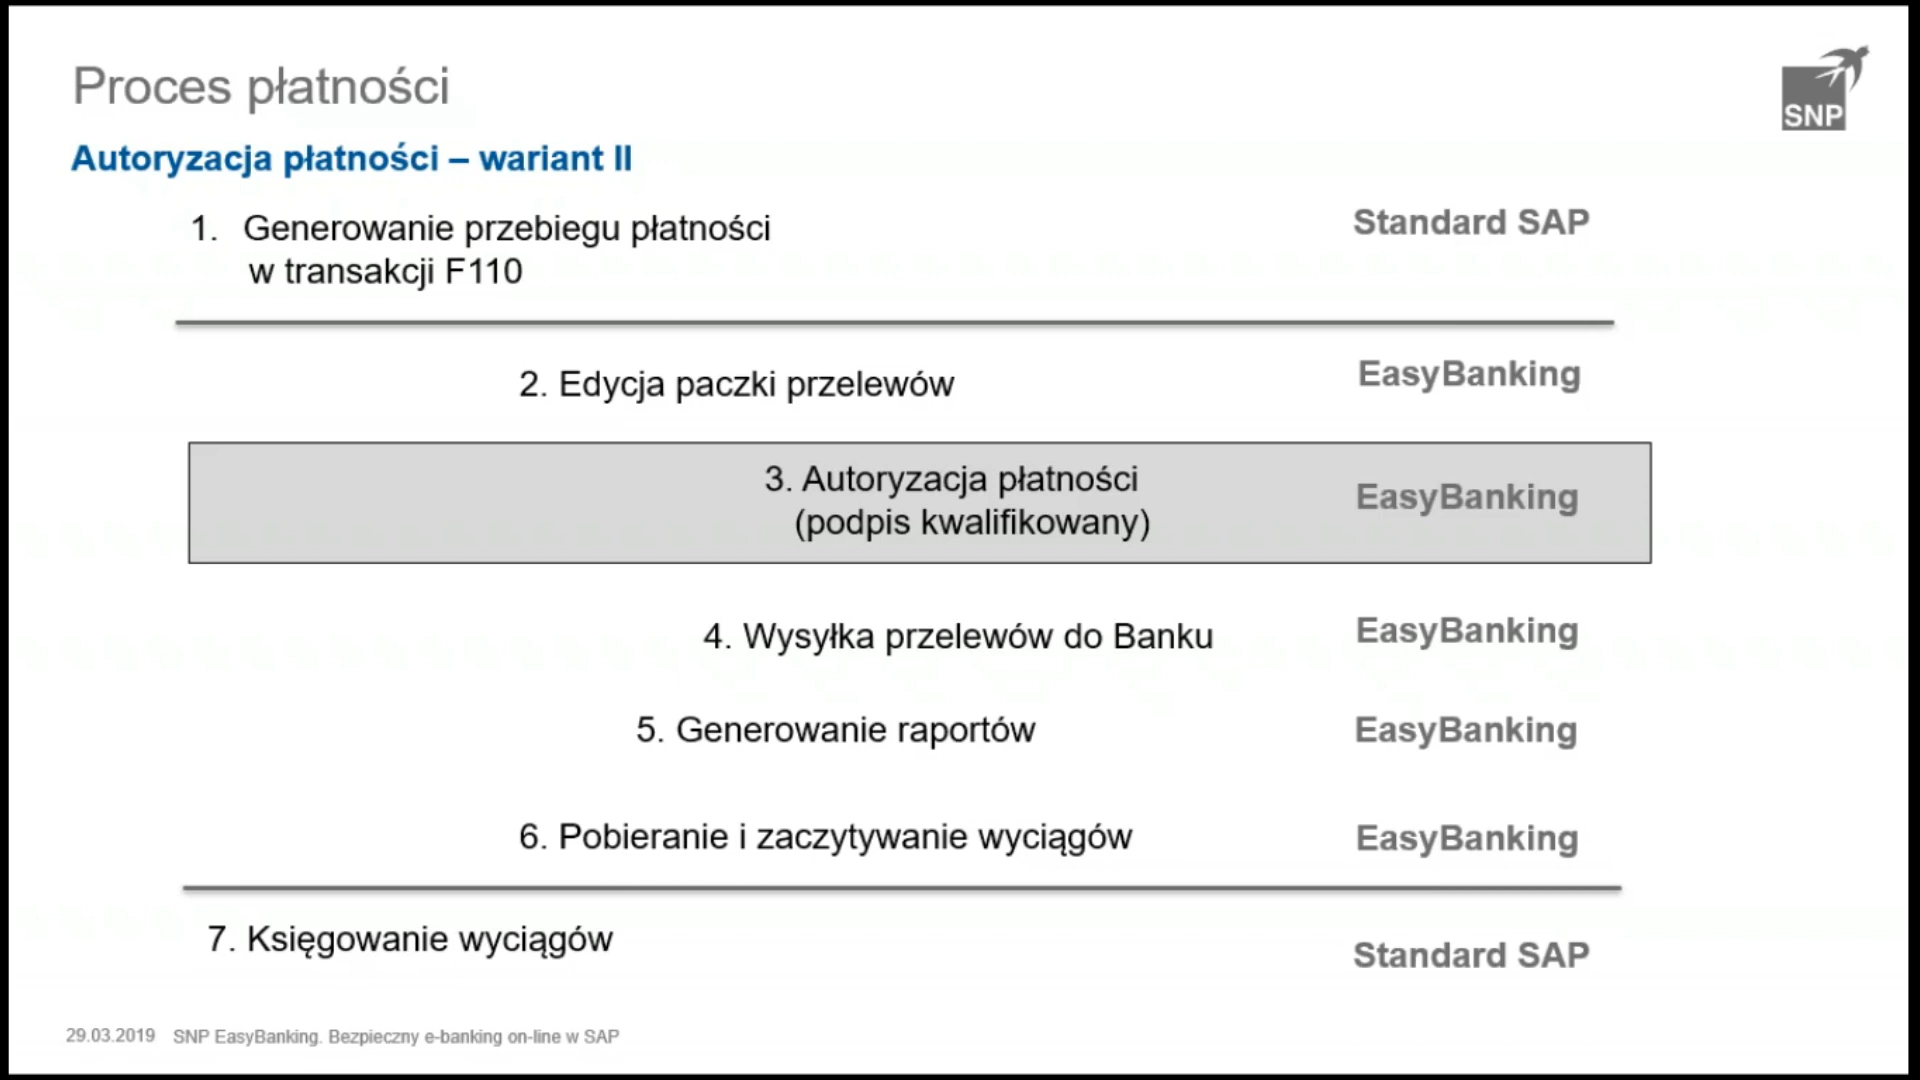 Proces płatności
SNP
Autoryzacja płatności – wariant II
1. Generowanie przebiegu płatności
w transakcji F110
Standard SAP
2. Edycja paczki przelewów
EasyBanking
3. Autoryzacja płatności
(podpis kwalifikowany)
EasyBanking
4. Wysyłka przelewów do Banku
EasyBanking
5. Generowanie raportów
EasyBanking
6. Pobieranie i zaczytywanie wyciągów
EasyBanking
7. Księgowanie wyciągów
Standard SAP
29.03.2019 SNP EasyBanking. Bezpieczny e-banking on-line w SAP